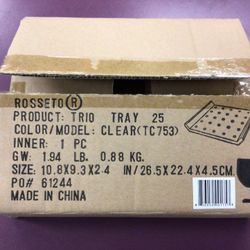 ROSSETO®
PRODUCT: TRIO TRAY 25
COLOR/MODEL: CLEAR(TC753)
INNER: 1 PC
GW: 1.94 LB. 0.88 KG.
SIZE: 10.8X9.3X2.4 IN/26.5X22.4X4.5CM.
PO# 61244
MADE IN CHINA